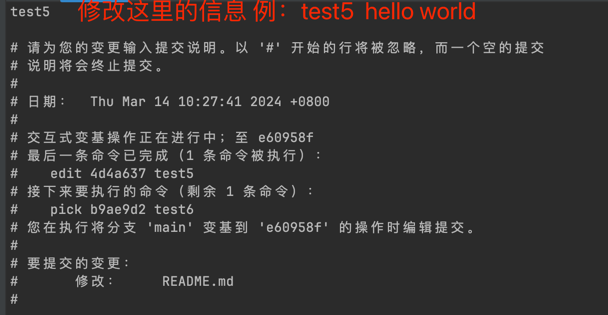 test5 修改这里的信息 例：test5 hello world
# 请为您的变更输入提交说明。以 '#' 开始的行将被忽略，而一个空的提交
# 说明将会终止提交。
#
# 日期： Thu Mar 14 10:27:41 2024 +0800
#
# 交互式变基操作正在进行中；至 e60958f
# 最后一条命令已完成（1 条命令被执行）：
# edit 4d4a637 test5
# 接下来要执行的命令（剩余 1 条命令）：
# pick b9ae9d2 test6
# 您在执行将分支 'main' 变基到 'e60958f' 的操作时编辑提交。
#
# 要提交的变更：
# 修改： README.md
#